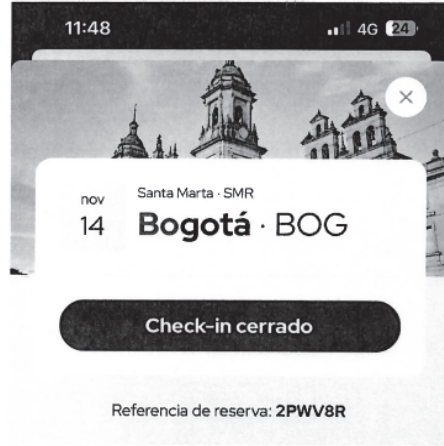 11:48
4G 24
Santa Marta · SMR
nov
14
Bogotá · BOG
Check-in cerrado
Referencia de reserva: 2PWV8R